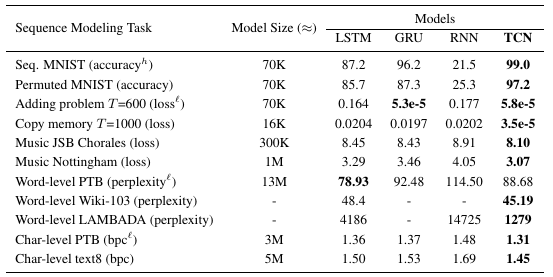 Models
Sequence Modeling Task Model Size (≈) LSTM GRU RNN TCN
Seq. MNIST (accuracyʰ) 70K 87.2 96.2 21.5 99.0
Permuted MNIST (accuracy) 70K 85.7 87.3 25.3 97.2
Adding problem T=600 (lossˡ) 70K 0.164 5.3e-5 0.177 5.8e-5
Copy memory T=1000 (loss) 16K 0.0204 0.0197 0.0202 3.5e-5
Music JSB Chorales (loss) 300K 8.45 8.43 8.91 8.10
Music Nottingham (loss) 1M 3.29 3.46 4.05 3.07
Word-level PTB (perplexityˡ) 13M 78.93 92.48 114.50 88.68
Word-level Wiki-103 (perplexity) - 48.4 - - 45.19
Word-level LAMBADA (perplexity) - 4186 - 14725 1279
Char-level PTB (bpcˡ) 3M 1.36 1.37 1.48 1.31
Char-level text8 (bpc) 5M 1.50 1.53 1.69 1.45